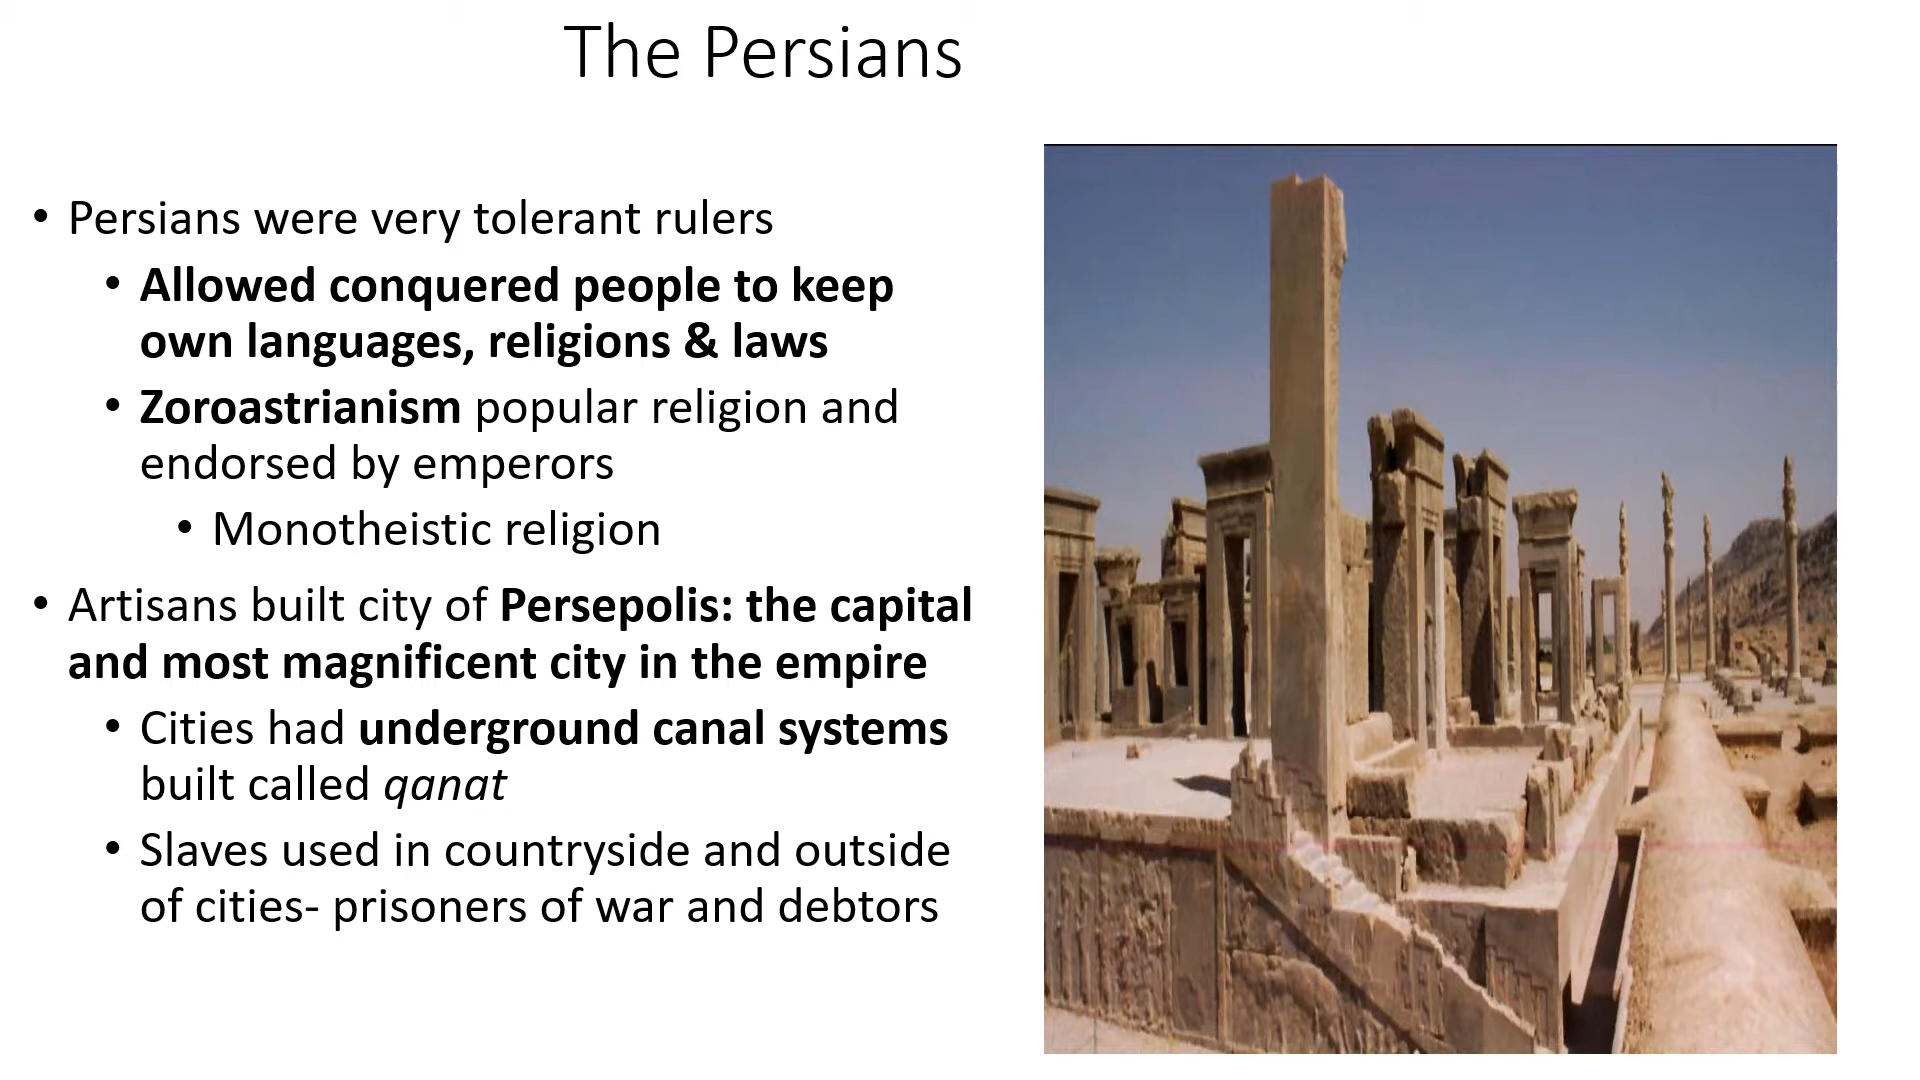 The Persians
• Persians were very tolerant rulers
• Allowed conquered people to keep
own languages, religions & laws
• Zoroastrianism popular religion and
endorsed by emperors
• Monotheistic religion
• Artisans built city of Persepolis: the capital
and most magnificent city in the empire
• Cities had underground canal systems
built called qanat
• Slaves used in countryside and outside
of cities- prisoners of war and debtors